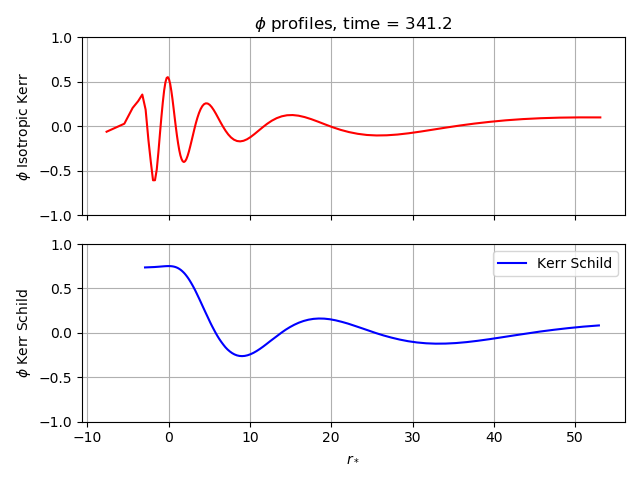 ϕ profiles, time = 341.2
1.0
0.5
0.0
−0.5
−1.0
ϕ Isotropic Kerr
1.0
0.5
0.0
−0.5
−1.0
ϕ Kerr Schild
Kerr Schild
−10 0 10 20 30 40 50
r*